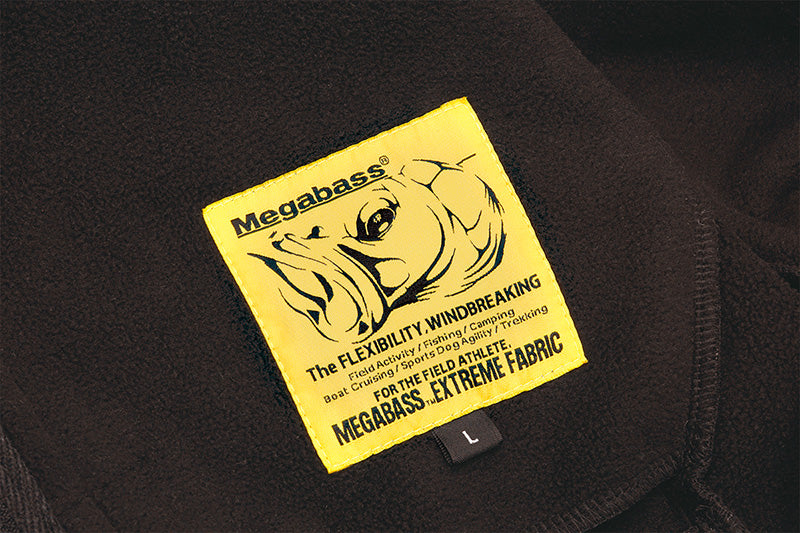 Megabass®
The FLEXIBILITY, WINDBREAKING
Field Activity / Fishing / Camping
Boat Cruising / Sports Dog Agility / Trekking
FOR THE FIELD ATHLETE,
MEGABASS™ EXTREME FABRIC
L